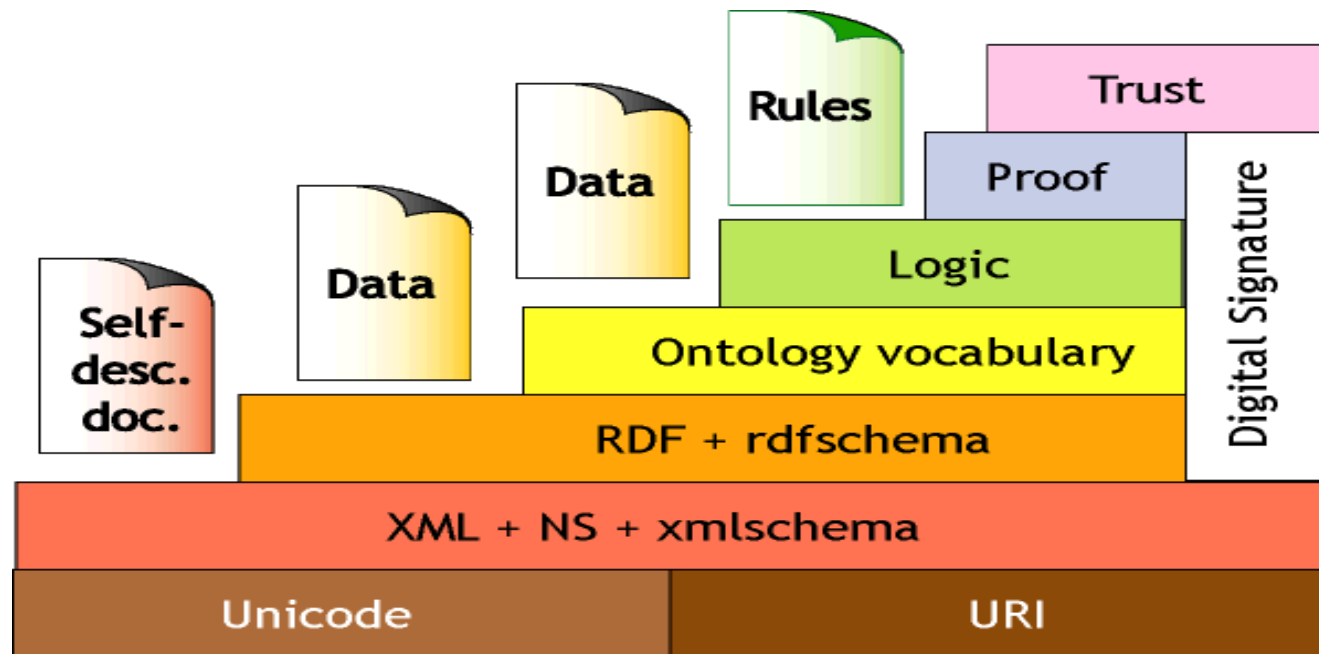 Rules
Trust
Data
Proof
Data
Logic
Self-
desc.
doc.
Ontology vocabulary
Digital Signature
RDF + rdfschema
XML + NS + xmlschema
Unicode
URI